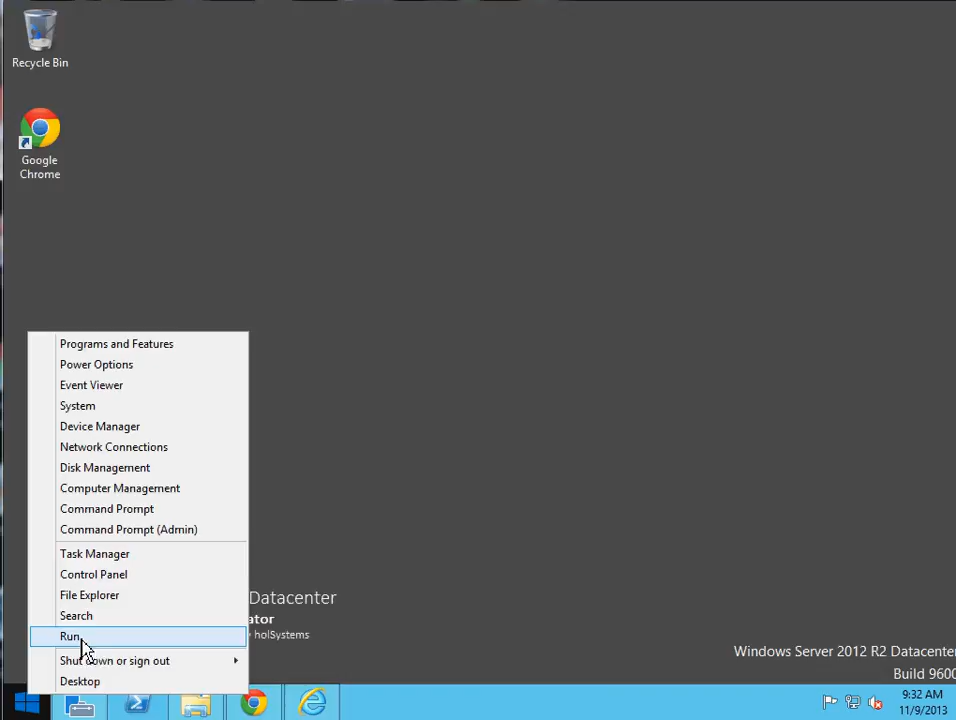 Recycle Bin
Google
Chrome
Programs and Features
Power Options
Event Viewer
System
Device Manager
Network Connections
Disk Management
Computer Management
Command Prompt
Command Prompt (Admin)
Task Manager
Control Panel
File Explorer
Search
Run
Shut down or sign out
Desktop
Datacenter
ator
holSystems
Windows Server 2012 R2 Datacenter
Build 9600
9:32 AM
11/9/2013